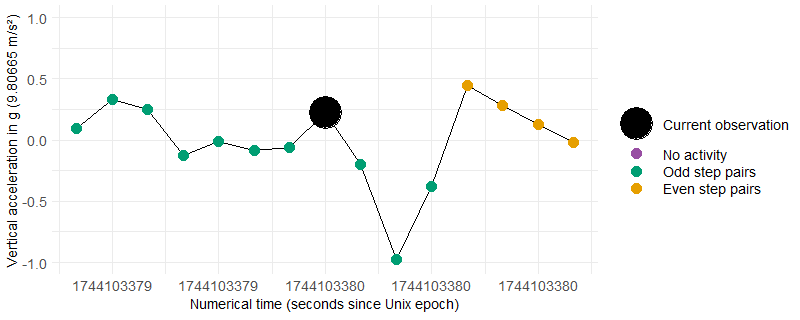 Vertical acceleration in g (9.80665 m/s²)
1.0
0.5
0.0
-0.5
-1.0
1744103379 1744103379 1744103380 1744103380 1744103380
Numerical time (seconds since Unix epoch)
Current observation
No activity
Odd step pairs
Even step pairs